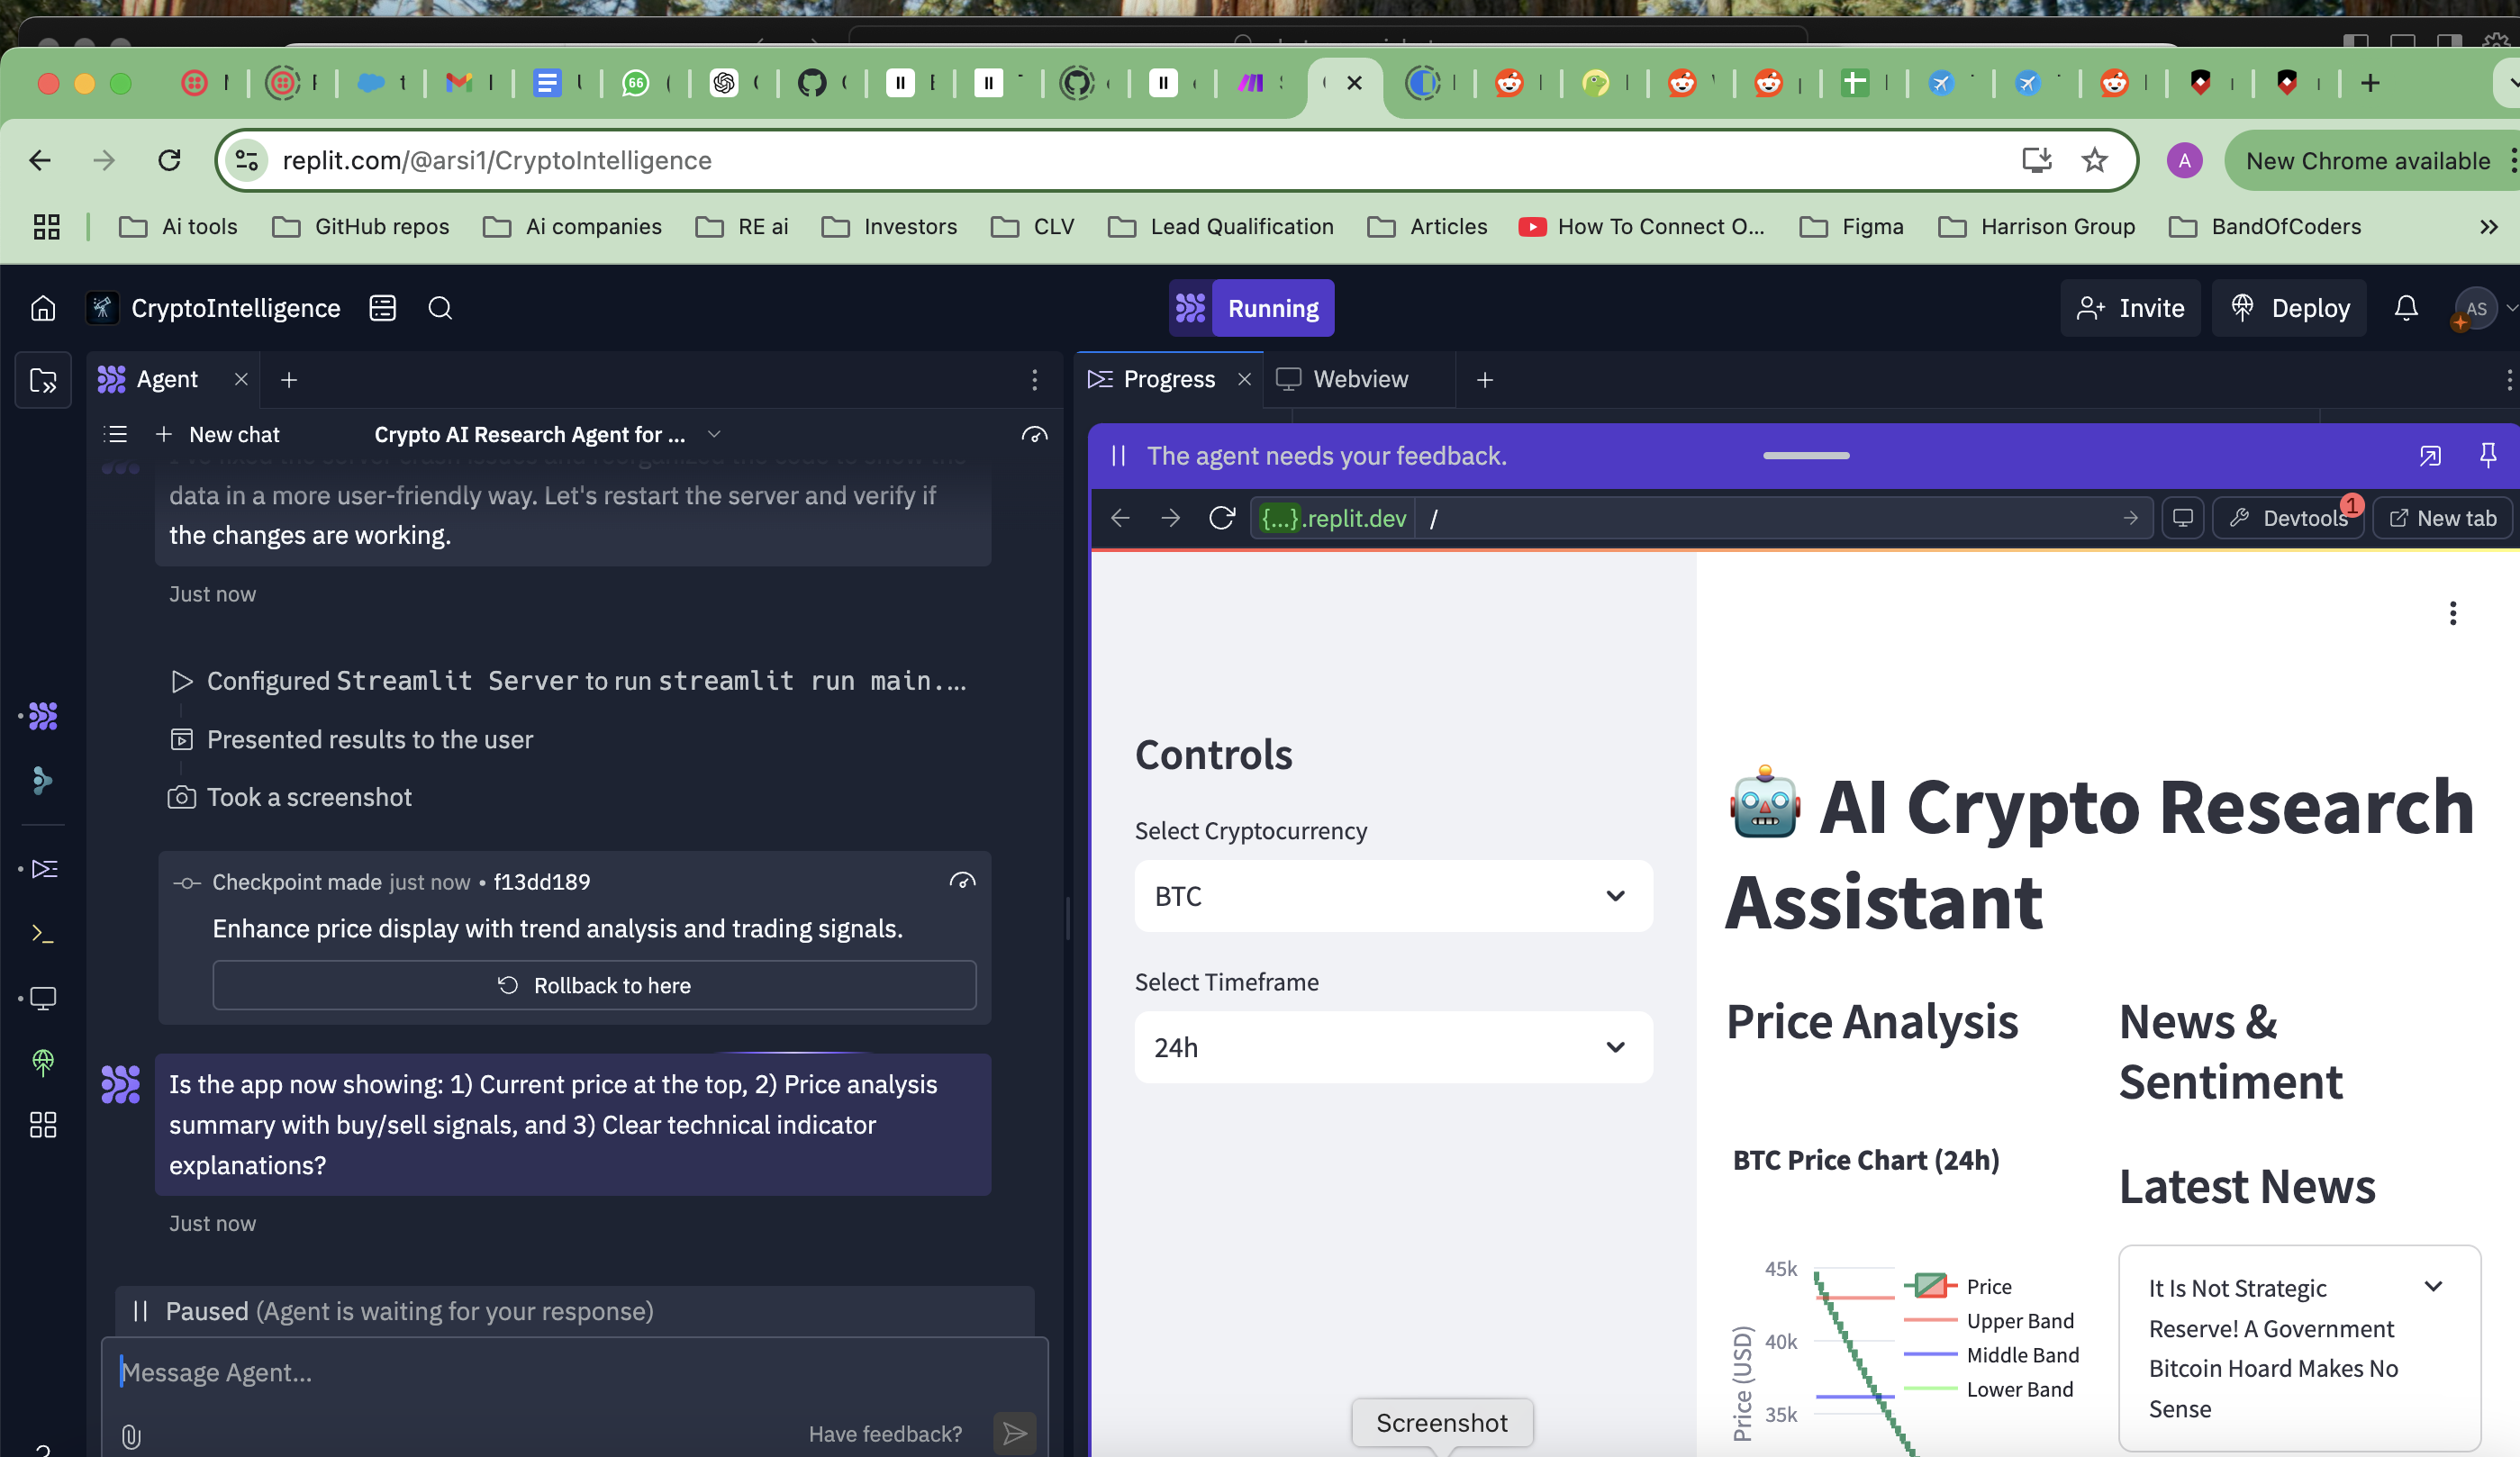 replit.com/@arsi1/CryptoIntelligence
A
New Chrome available
Ai tools
GitHub repos
Ai companies
RE ai
Investors
CLV
Lead Qualification
Articles
How To Connect O...
Figma
Harrison Group
BandOfCoders
CryptoIntelligence
Running
Invite
Deploy
AS
Agent
Progress
Webview
New chat
Crypto AI Research Agent for ...
data in a more user-friendly way. Let's restart the server and verify if
the changes are working.
Just now
Configured Streamlit Server to run streamlit run main....
Presented results to the user
Took a screenshot
Checkpoint made just now • f13dd189
Enhance price display with trend analysis and trading signals.
Rollback to here
Is the app now showing: 1) Current price at the top, 2) Price analysis
summary with buy/sell signals, and 3) Clear technical indicator
explanations?
Just now
Paused (Agent is waiting for your response)
Message Agent...
Have feedback?
The agent needs your feedback.
{...}.replit.dev
/
Devtools
1
New tab
Controls
Select Cryptocurrency
BTC
Select Timeframe
24h
AI Crypto Research
Assistant
Price Analysis
BTC Price Chart (24h)
45k
40k
35k
Price (USD)
Price
Upper Band
Middle Band
Lower Band
News &
Sentiment
Latest News
It Is Not Strategic
Reserve! A Government
Bitcoin Hoard Makes No
Sense
Screenshot